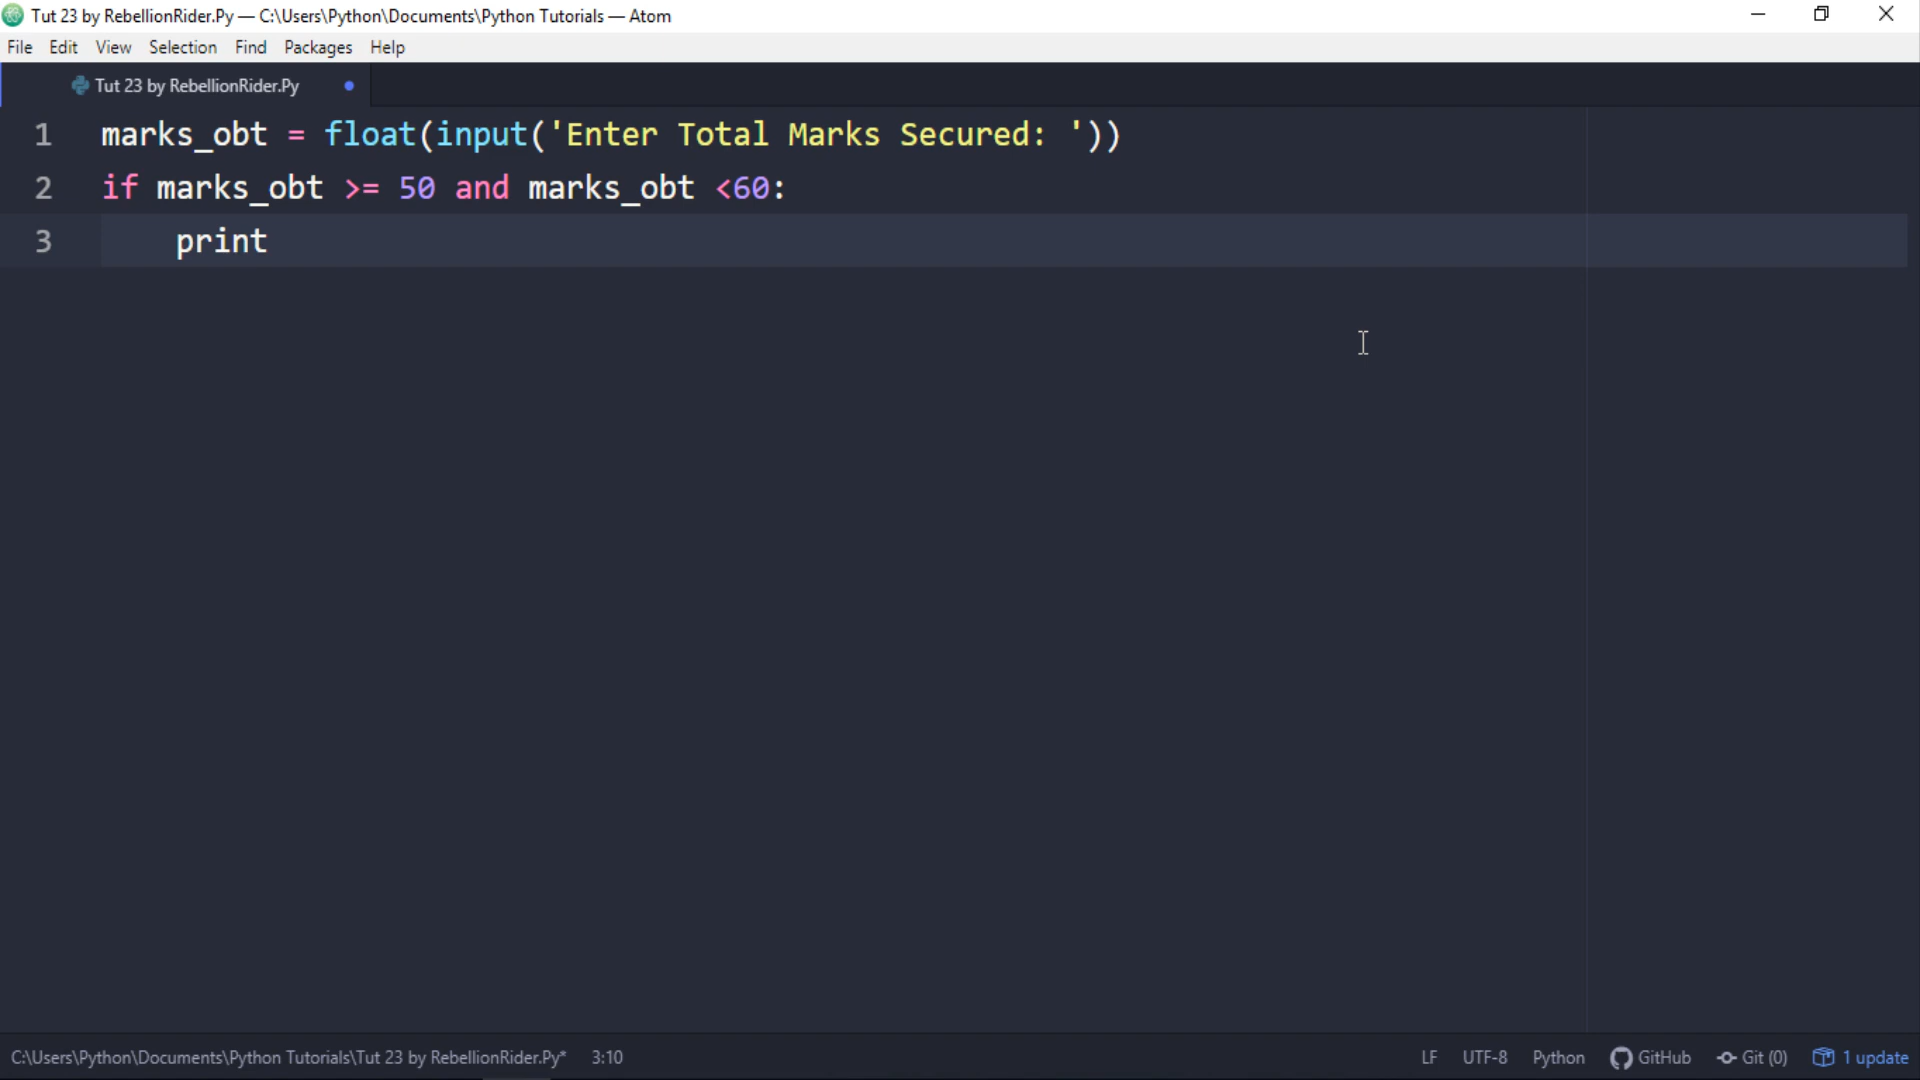 Tut 23 by RebellionRider.Py — C:\Users\Python\Documents\Python Tutorials — Atom
File Edit View Selection Find Packages Help
Tut 23 by RebellionRider.Py
1 marks_obt = float(input('Enter Total Marks Secured: '))
2 if marks_obt >= 50 and marks_obt <60:
3     print
C:\Users\Python\Documents\Python Tutorials\Tut 23 by RebellionRider.Py* 3:10 LF UTF-8 Python GitHub Git (0) 1 update